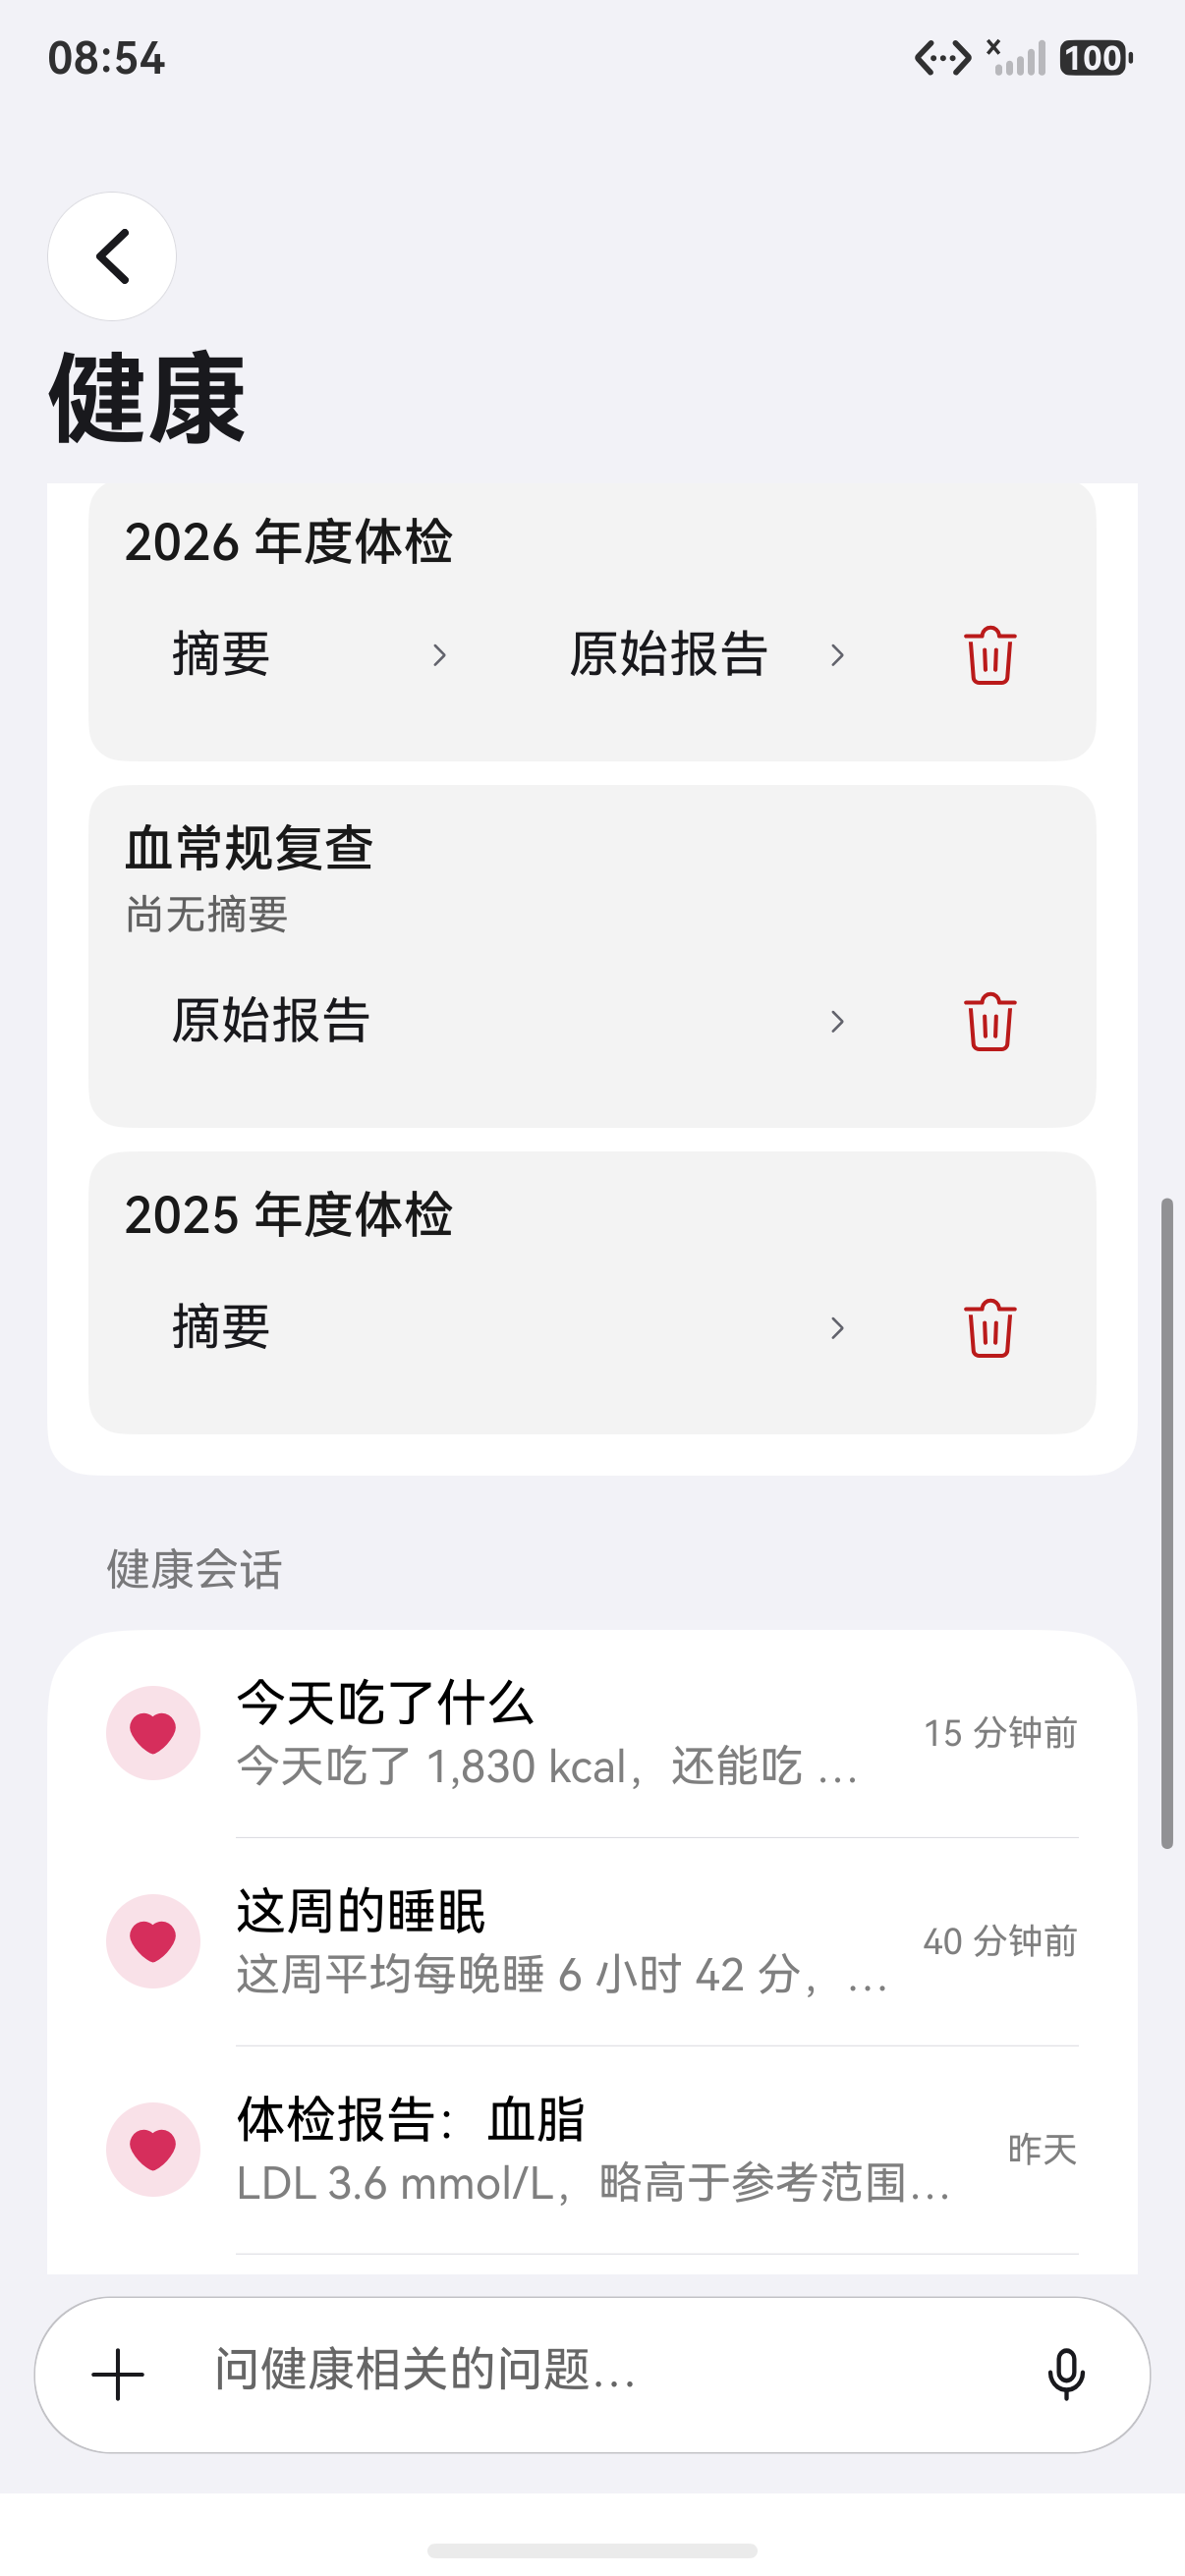 08:54
100
健康
2026 年度体检
摘要
原始报告
血常规复查
尚无摘要
原始报告
2025 年度体检
摘要
健康会话
今天吃了什么
今天吃了 1,830 kcal，还能吃 …
15 分钟前
这周的睡眠
这周平均每晚睡 6 小时 42 分，…
40 分钟前
体检报告：血脂
LDL 3.6 mmol/L，略高于参考范围…
昨天
问健康相关的问题…